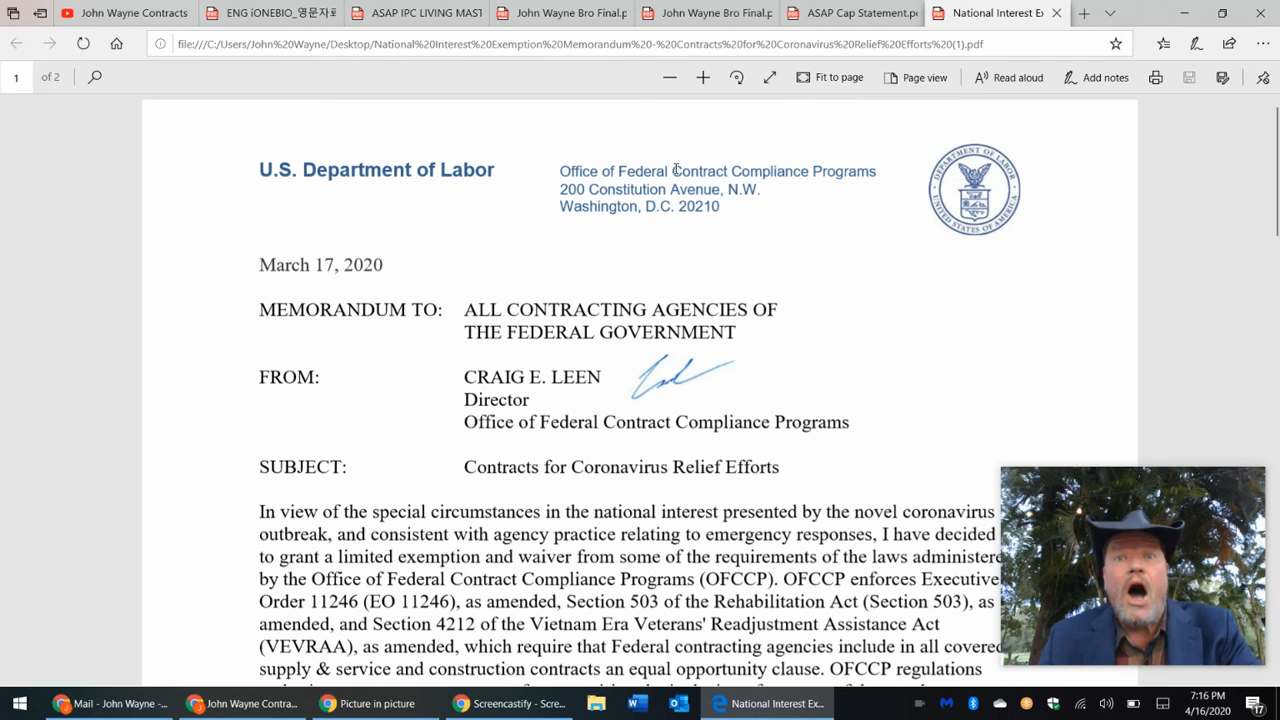 John Wayne Contracts
ENG iONEBIO_영문자료
ASAP IPC LIVING MAST
John Wayne Bro Final.p
John Wayne Bro Final.p
ASAP Cap Statement.p
National Interest Ex
file:///C:/Users/John%20Wayne/Desktop/National%20Interest%20Exemption%20Memorandum%20-%20Contracts%20for%20Coronavirus%20Relief%20Efforts%20(1).pdf
1 of 2
Fit to page
Page view
Read aloud
Add notes
U.S. Department of Labor
Office of Federal Contract Compliance Programs
200 Constitution Avenue, N.W.
Washington, D.C. 20210
DEPARTMENT OF LABOR
UNITED STATES OF AMERICA
March 17, 2020
MEMORANDUM TO: ALL CONTRACTING AGENCIES OF
THE FEDERAL GOVERNMENT
FROM: CRAIG E. LEEN
Director
Office of Federal Contract Compliance Programs
SUBJECT: Contracts for Coronavirus Relief Efforts
In view of the special circumstances in the national interest presented by the novel coronavirus
outbreak, and consistent with agency practice relating to emergency responses, I have decided
to grant a limited exemption and waiver from some of the requirements of the laws administere
by the Office of Federal Contract Compliance Programs (OFCCP). OFCCP enforces Executive
Order 11246 (EO 11246), as amended, Section 503 of the Rehabilitation Act (Section 503), as
amended, and Section 4212 of the Vietnam Era Veterans' Readjustment Assistance Act
(VEVRAA), as amended, which require that Federal contracting agencies include in all covered
supply & service and construction contracts an equal opportunity clause. OFCCP regulations
Mail - John Wayne -...
John Wayne Contra...
Picture in picture
Screencastify - Scre...
National Interest Ex...
7:16 PM
4/16/2020
17